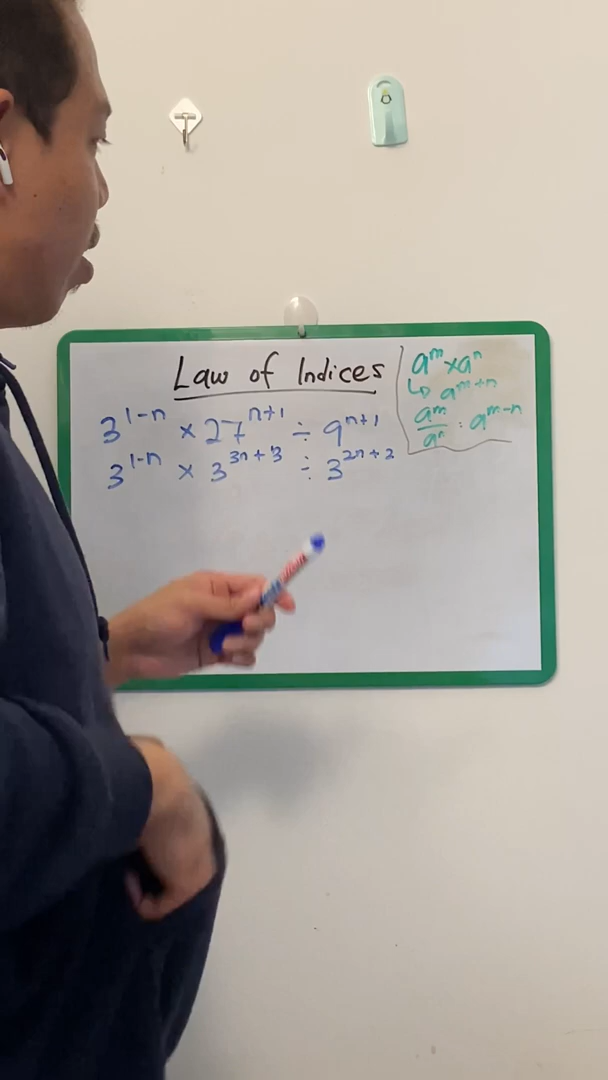 Law of Indices
3^{1-n} × 27^{n+1} ÷ 9^{n+1}
3^{1-n} × 3^{3n+3} ÷ 3^{2n+2}
a^m × a^n
↳ a^{m+n}
a^m/a^n : a^{m-n}